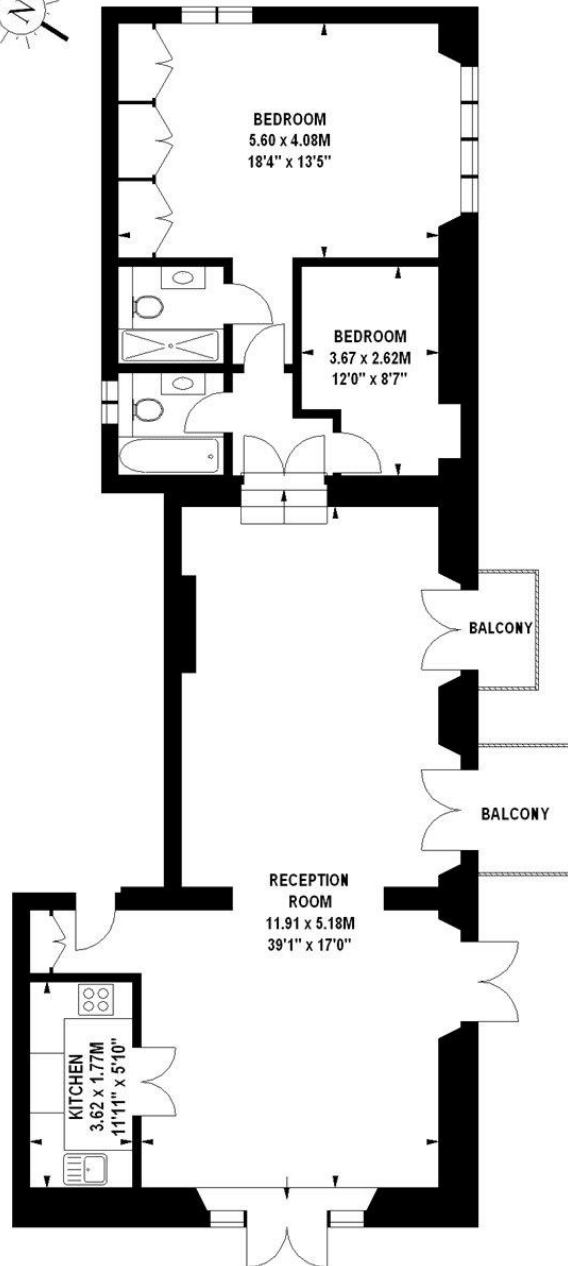 N
BEDROOM
5.60 x 4.08M
18'4" x 13'5"
BEDROOM
3.67 x 2.62M
12'0" x 8'7"
BALCONY
BALCONY
RECEPTION
ROOM
11.91 x 5.18M
39'1" x 17'0"
KITCHEN
3.62 x 1.77M
11'11" x 5'10"